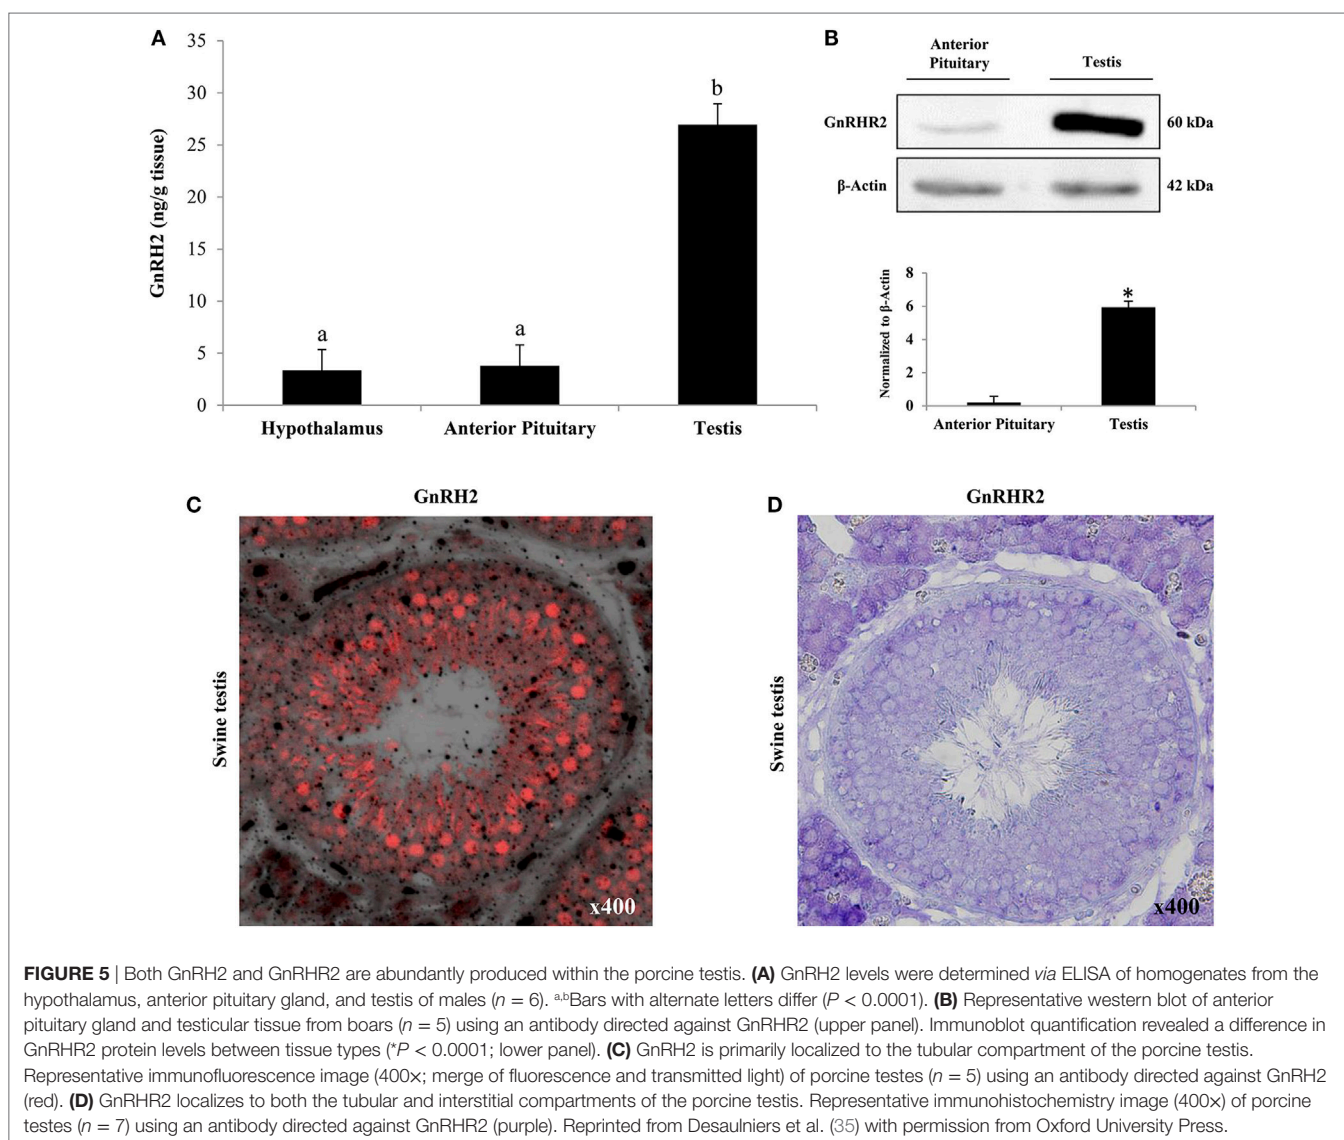 A
35
30
25
20
15
10
5
0
GnRH2 (ng/g tissue)
a
a
b
Hypothalamus
Anterior Pituitary
Testis
B
Anterior
Pituitary
Testis
GnRHR2
60 kDa
β-Actin
42 kDa
8
6
4
2
0
Normalized to β-Actin
*
Anterior Pituitary
Testis
C
GnRH2
Swine testis
x400
D
GnRHR2
Swine testis
x400
FIGURE 5 | Both GnRH2 and GnRHR2 are abundantly produced within the porcine testis. (A) GnRH2 levels were determined via ELISA of homogenates from the
hypothalamus, anterior pituitary gland, and testis of males (n = 6). a,bBars with alternate letters differ (P < 0.0001). (B) Representative western blot of anterior
pituitary gland and testicular tissue from boars (n = 5) using an antibody directed against GnRHR2 (upper panel). Immunoblot quantification revealed a difference in
GnRHR2 protein levels between tissue types (*P < 0.0001; lower panel). (C) GnRH2 is primarily localized to the tubular compartment of the porcine testis.
Representative immunofluorescence image (400×; merge of fluorescence and transmitted light) of porcine testes (n = 5) using an antibody directed against GnRH2
(red). (D) GnRHR2 localizes to both the tubular and interstitial compartments of the porcine testis. Representative immunohistochemistry image (400×) of porcine
testes (n = 7) using an antibody directed against GnRHR2 (purple). Reprinted from Desaulniers et al. (35) with permission from Oxford University Press.